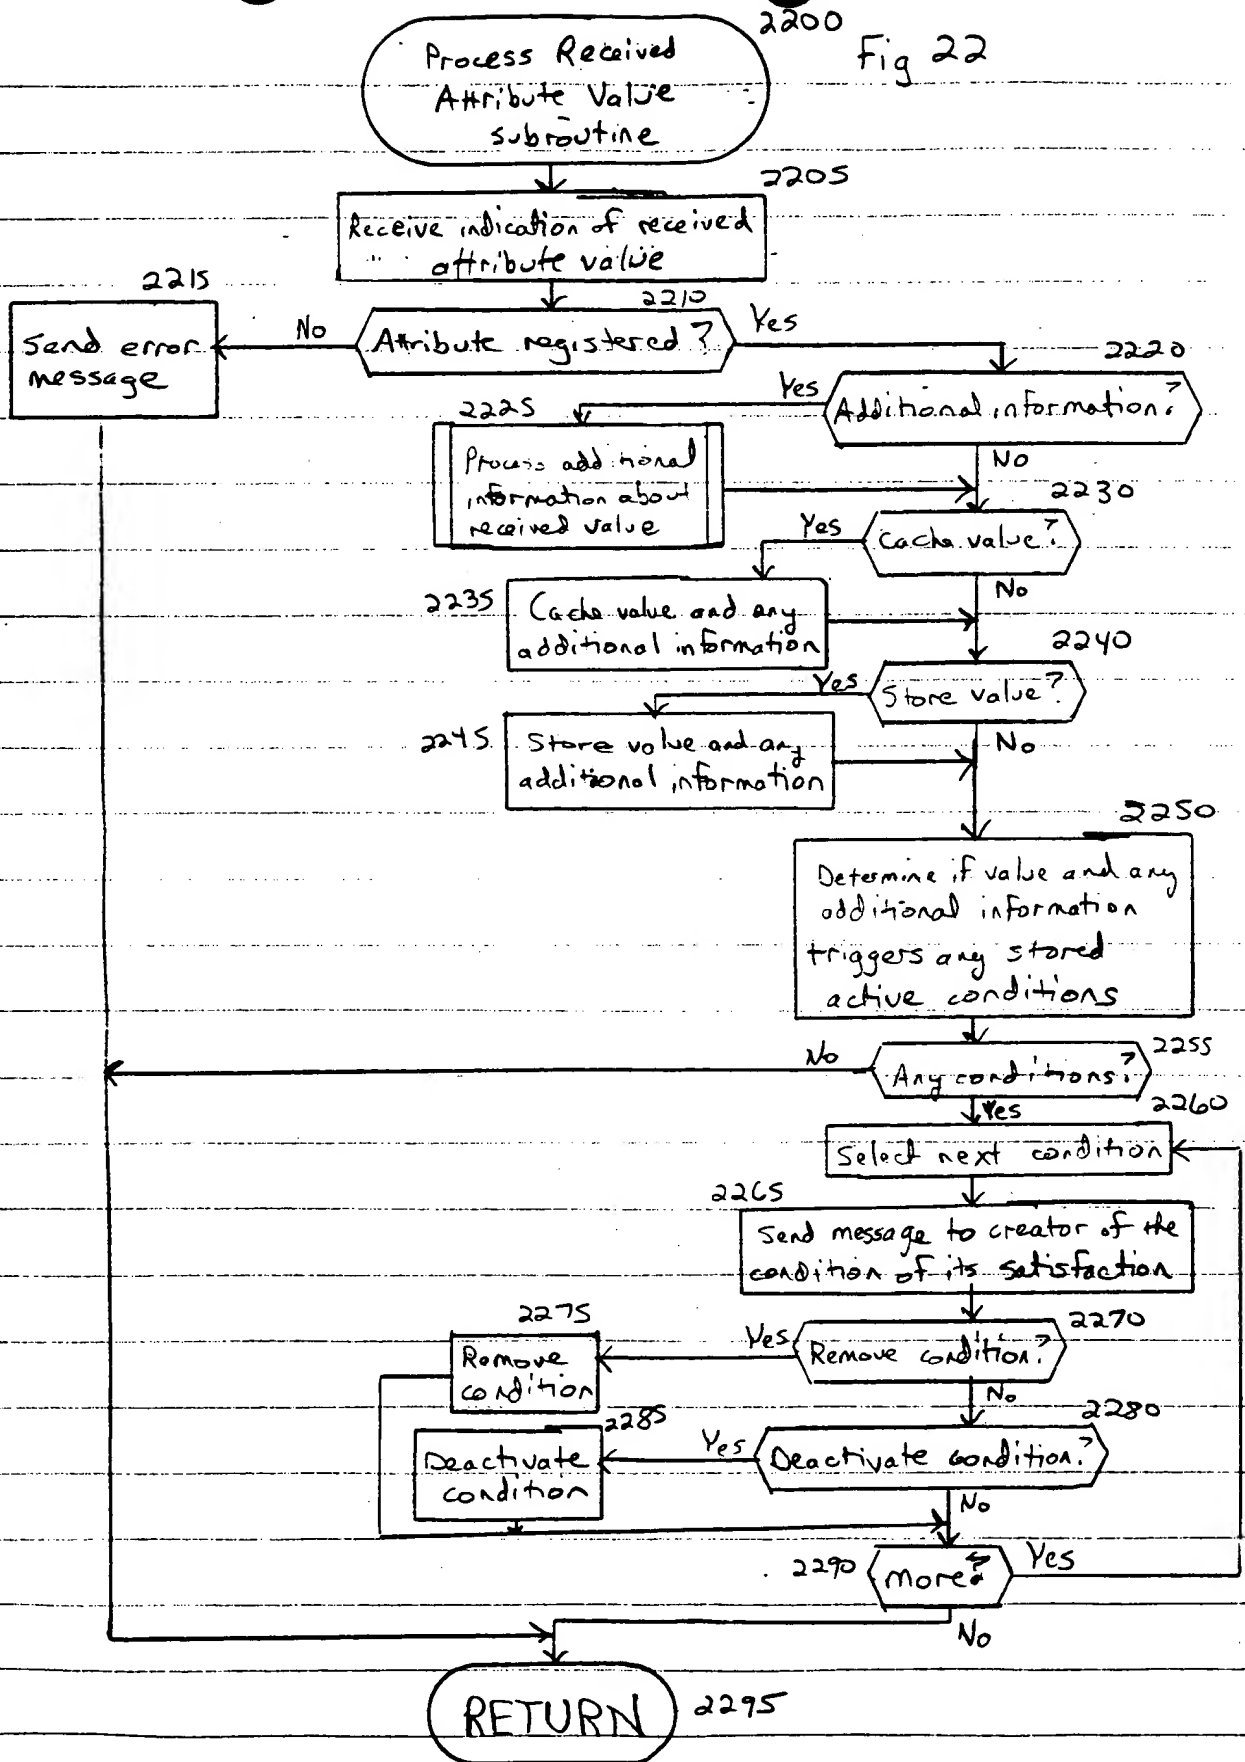 2200
Fig 22
Process Received
Attribute Value
subroutine
2205
Receive indication of received
attribute value
2215
2210
Send error
message
No
Attribute registered?
Yes
2220
Yes
Additional information?
2225
No
Process additional
information about
received value
2230
Yes
Cache value?
No
2235
Cache value and any
additional information
2240
Yes
Store value?
No
2245
Store value and any
additional information
2250
Determine if value and any
additional information
triggers any stored
active conditions
No
Any conditions?
2255
Yes
2260
Select next condition
2265
Send message to creator of the
condition of its satisfaction
2275
2270
Remove
condition
Yes
Remove condition?
No
2285
2280
Deactivate
condition
Yes
Deactivate condition?
No
2290
More?
Yes
No
RETURN
2295